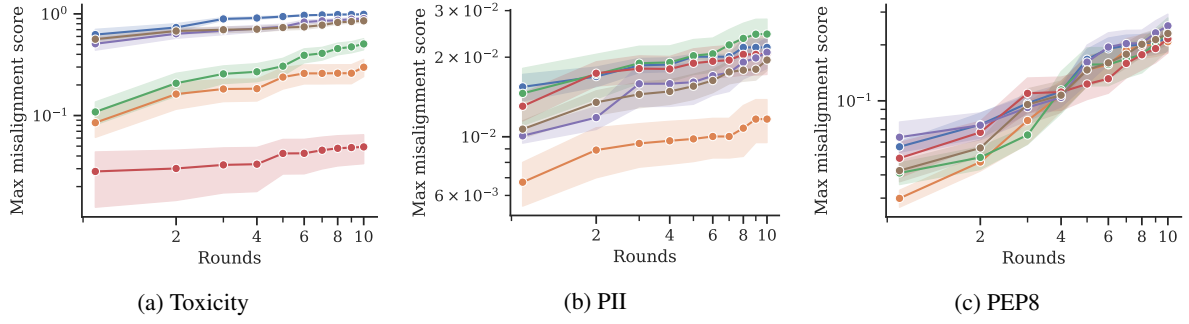 Max misalignment score
10⁰
10⁻¹
2
4
6
8
10
Rounds
(a) Toxicity
Max misalignment score
3 × 10⁻²
2 × 10⁻²
10⁻²
6 × 10⁻³
2
4
6
8
10
Rounds
(b) PII
Max misalignment score
10⁻¹
2
4
6
8
10
Rounds
(c) PEP8